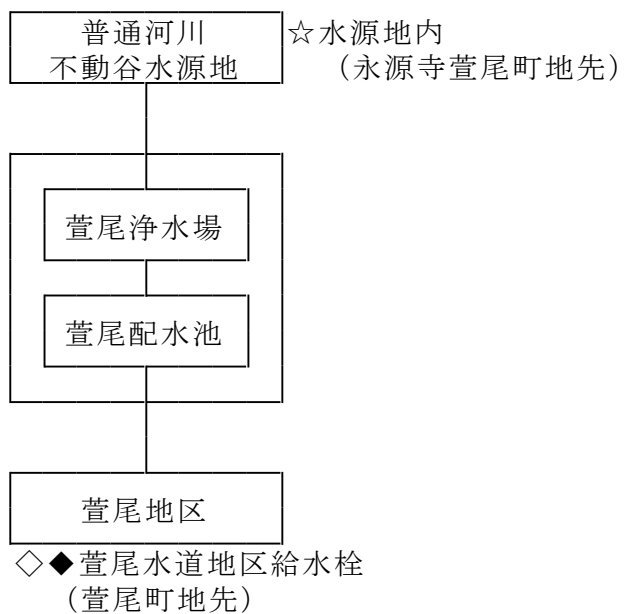 普通河川
不動谷水源地
☆水源地内
（永源寺萱尾町地先）
萱尾浄水場
萱尾配水池
萱尾地区
◇◆萱尾水道地区給水栓
（萱尾町地先）